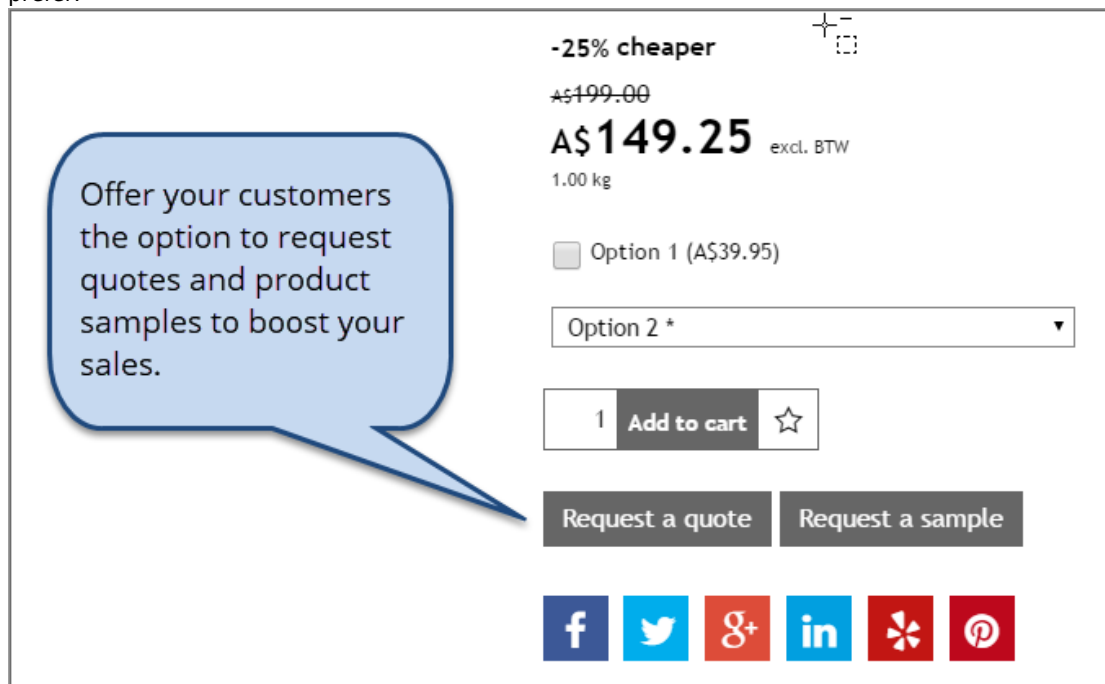 prefer.
-25% cheaper
A$199.00
A$149.25 excl. BTW
1.00 kg
Offer your customers
the option to request
quotes and product
samples to boost your
sales.
Option 1 (A$39.95)
Option 2 *
1 Add to cart
Request a quote Request a sample
f g+ in